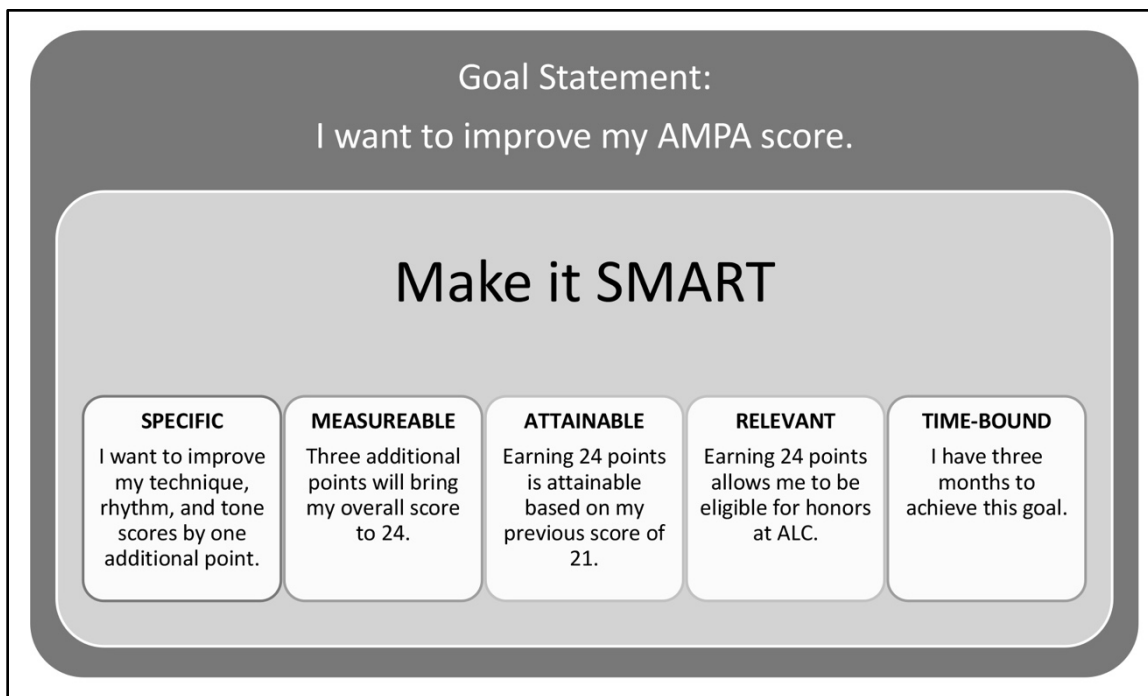 Goal Statement:
I want to improve my AMPA score.
Make it SMART
SPECIFIC
I want to improve
my technique,
rhythm, and tone
scores by one
additional point.
MEASUREABLE
Three additional
points will bring
my overall score
to 24.
ATTAINABLE
Earning 24 points
is attainable
based on my
previous score of
21.
RELEVANT
Earning 24 points
allows me to be
eligible for honors
at ALC.
TIME-BOUND
I have three
months to
achieve this goal.